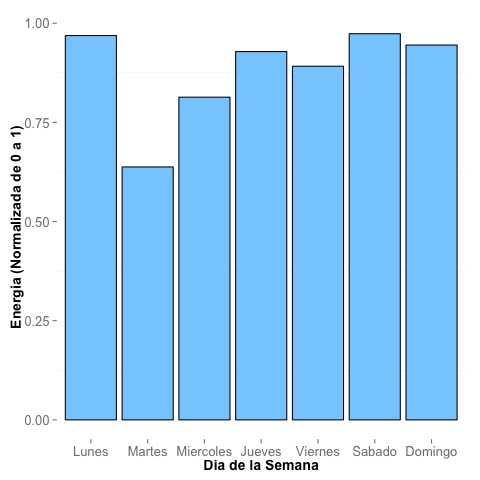 Energia (Normalizada de 0 a 1)
1.00
0.75
0.50
0.25
0.00
Lunes Martes Miercoles Jueves Viernes Sabado Domingo
Dia de la Semana